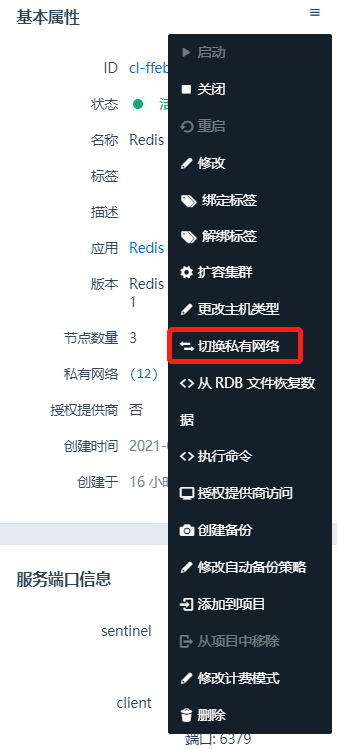 基本属性
ID cl-ffeb
启动
状态 活
关闭
名称 Redis
重启
标签
修改
描述
绑定标签
应用 Redis
解绑标签
版本 Redis
1
扩容集群
更改主机类型
节点数量 3
切换私有网络
私有网络 (12)
从 RDB 文件恢复数
据
授权提供商 否
创建时间 2021-
执行命令
创建于 16 小时
授权提供商访问
创建备份
修改自动备份策略
服务端口信息
添加到项目
sentinel
从项目中移除
修改计费模式
client
删除
端口: 6379